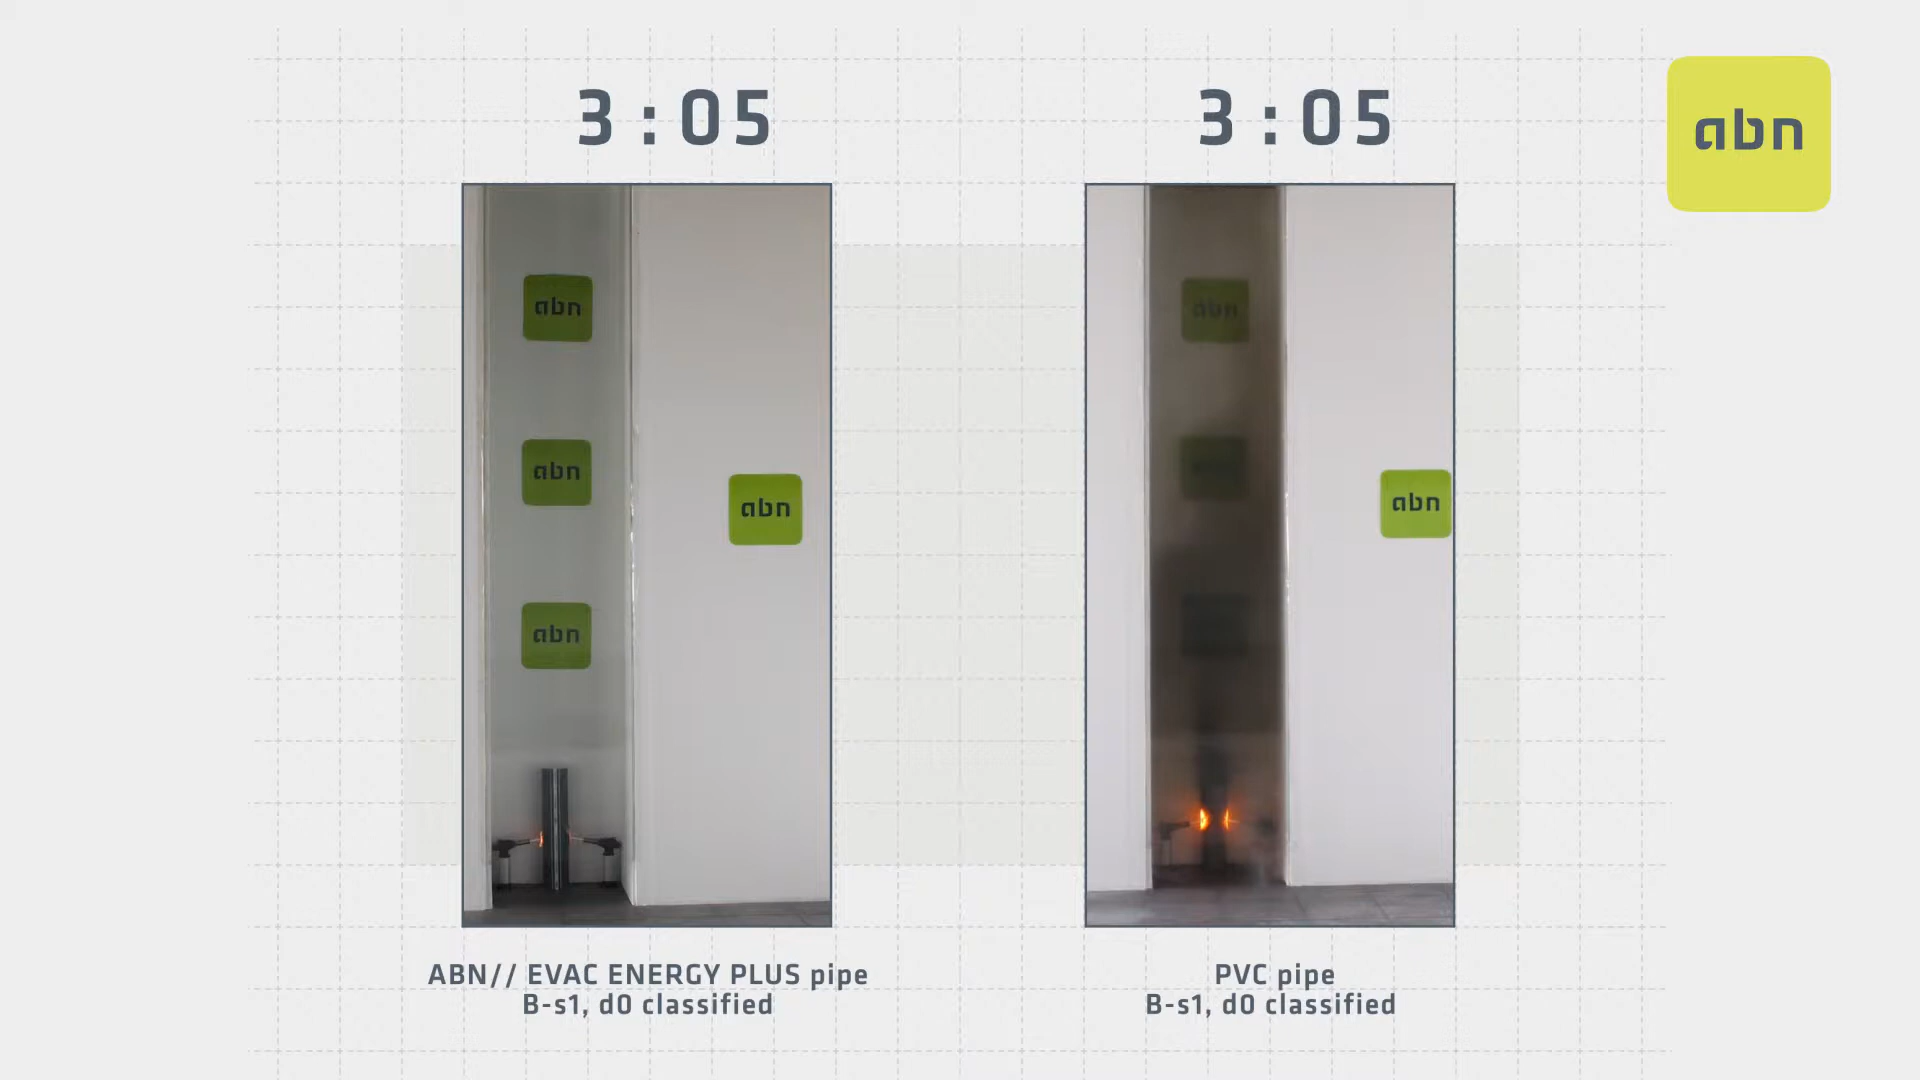 3:05
3:05
abn
abn
abn
abn
abn
abn
abn
ABN// EVAC ENERGY PLUS pipe
B-s1, d0 classified
PVC pipe
B-s1, d0 classified